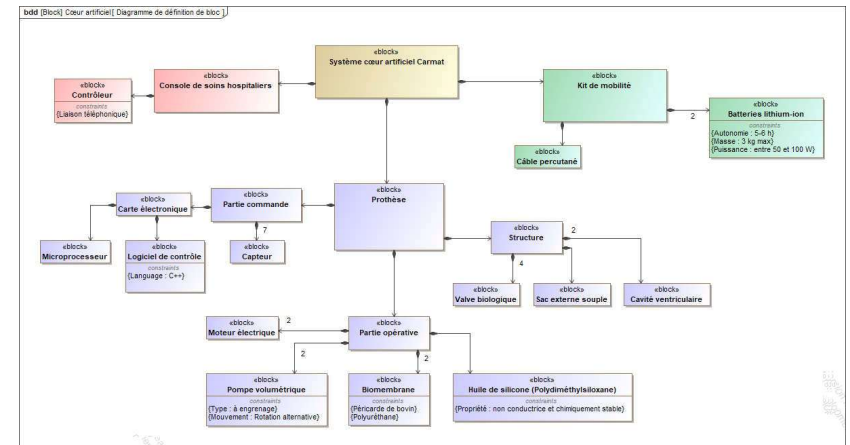 bdd [Block] Cœur artificiel[ Diagramme de définition de bloc ]
«block»
Système cœur artificiel Carmat
«block»
Contrôleur
constraints
{Liaison téléphonique}
«block»
Console de soins hospitaliers
«block»
Kit de mobilité
2
«block»
Batteries lithium-ion
constraints
{Autonomie : 5-6 h}
{Masse : 3 kg max}
{Puissance : entre 50 et 100 W}
«block»
Câble percutané
«block»
Carte électronique
«block»
Partie commande
«block»
Prothèse
7
«block»
Structure
2
4
«block»
Microprocesseur
«block»
Logiciel de contrôle
constraints
{Language : C++}
«block»
Capteur
«block»
Valve biologique
«block»
Sac externe souple
«block»
Cavité ventriculaire
«block»
Moteur électrique
2
«block»
Partie opérative
2
2
«block»
Pompe volumétrique
constraints
{Type : à engrenage}
{Mouvement : Rotation alternative}
«block»
Biomembrane
constraints
{Péricarde de bovin}
{Polyuréthane}
«block»
Huile de silicone (Polydiméthylsiloxane)
constraints
{Propriété : non conductrice et chimiquement stable}